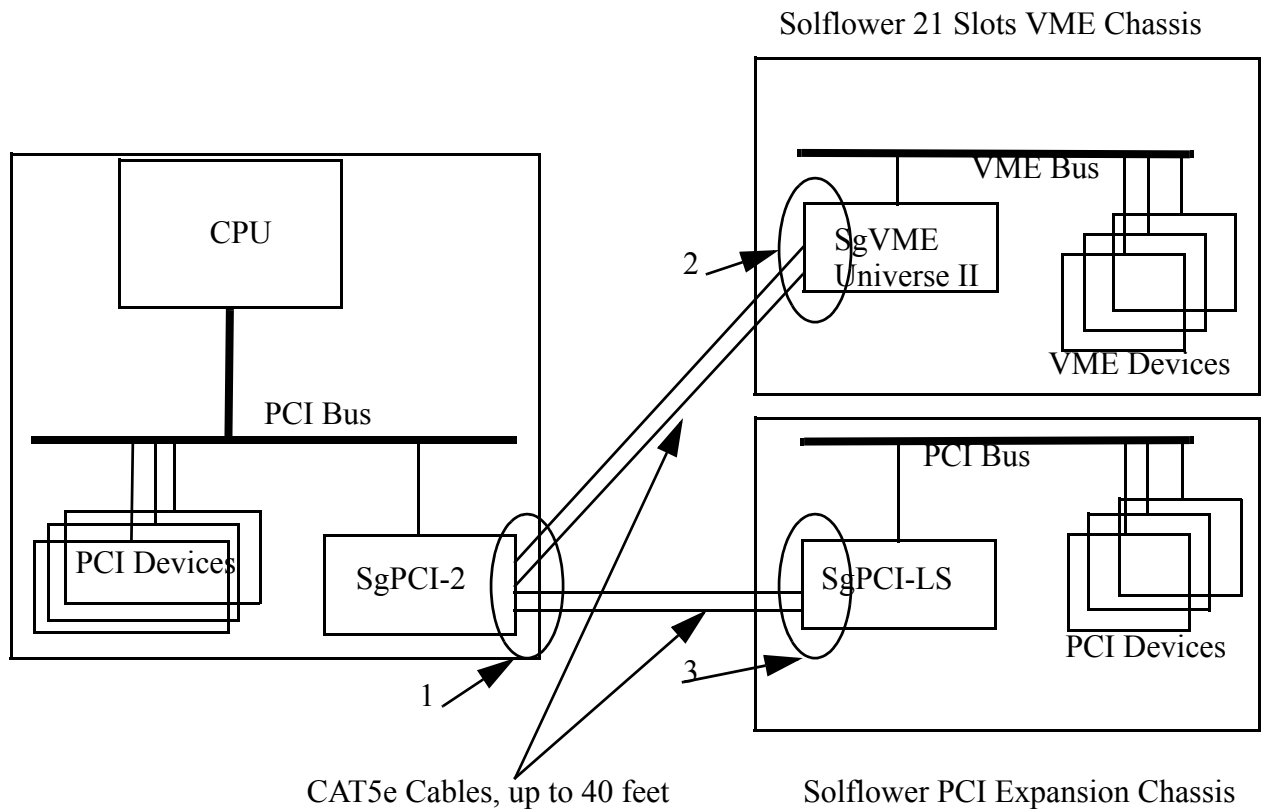 Solflower 21 Slots VME Chassis
VME Bus
CPU
SgVME
Universe II
2
VME Devices
PCI Bus
PCI Bus
PCI Devices
SgPCI-2
SgPCI-LS
PCI Devices
1
3
CAT5e Cables, up to 40 feet
Solflower PCI Expansion Chassis